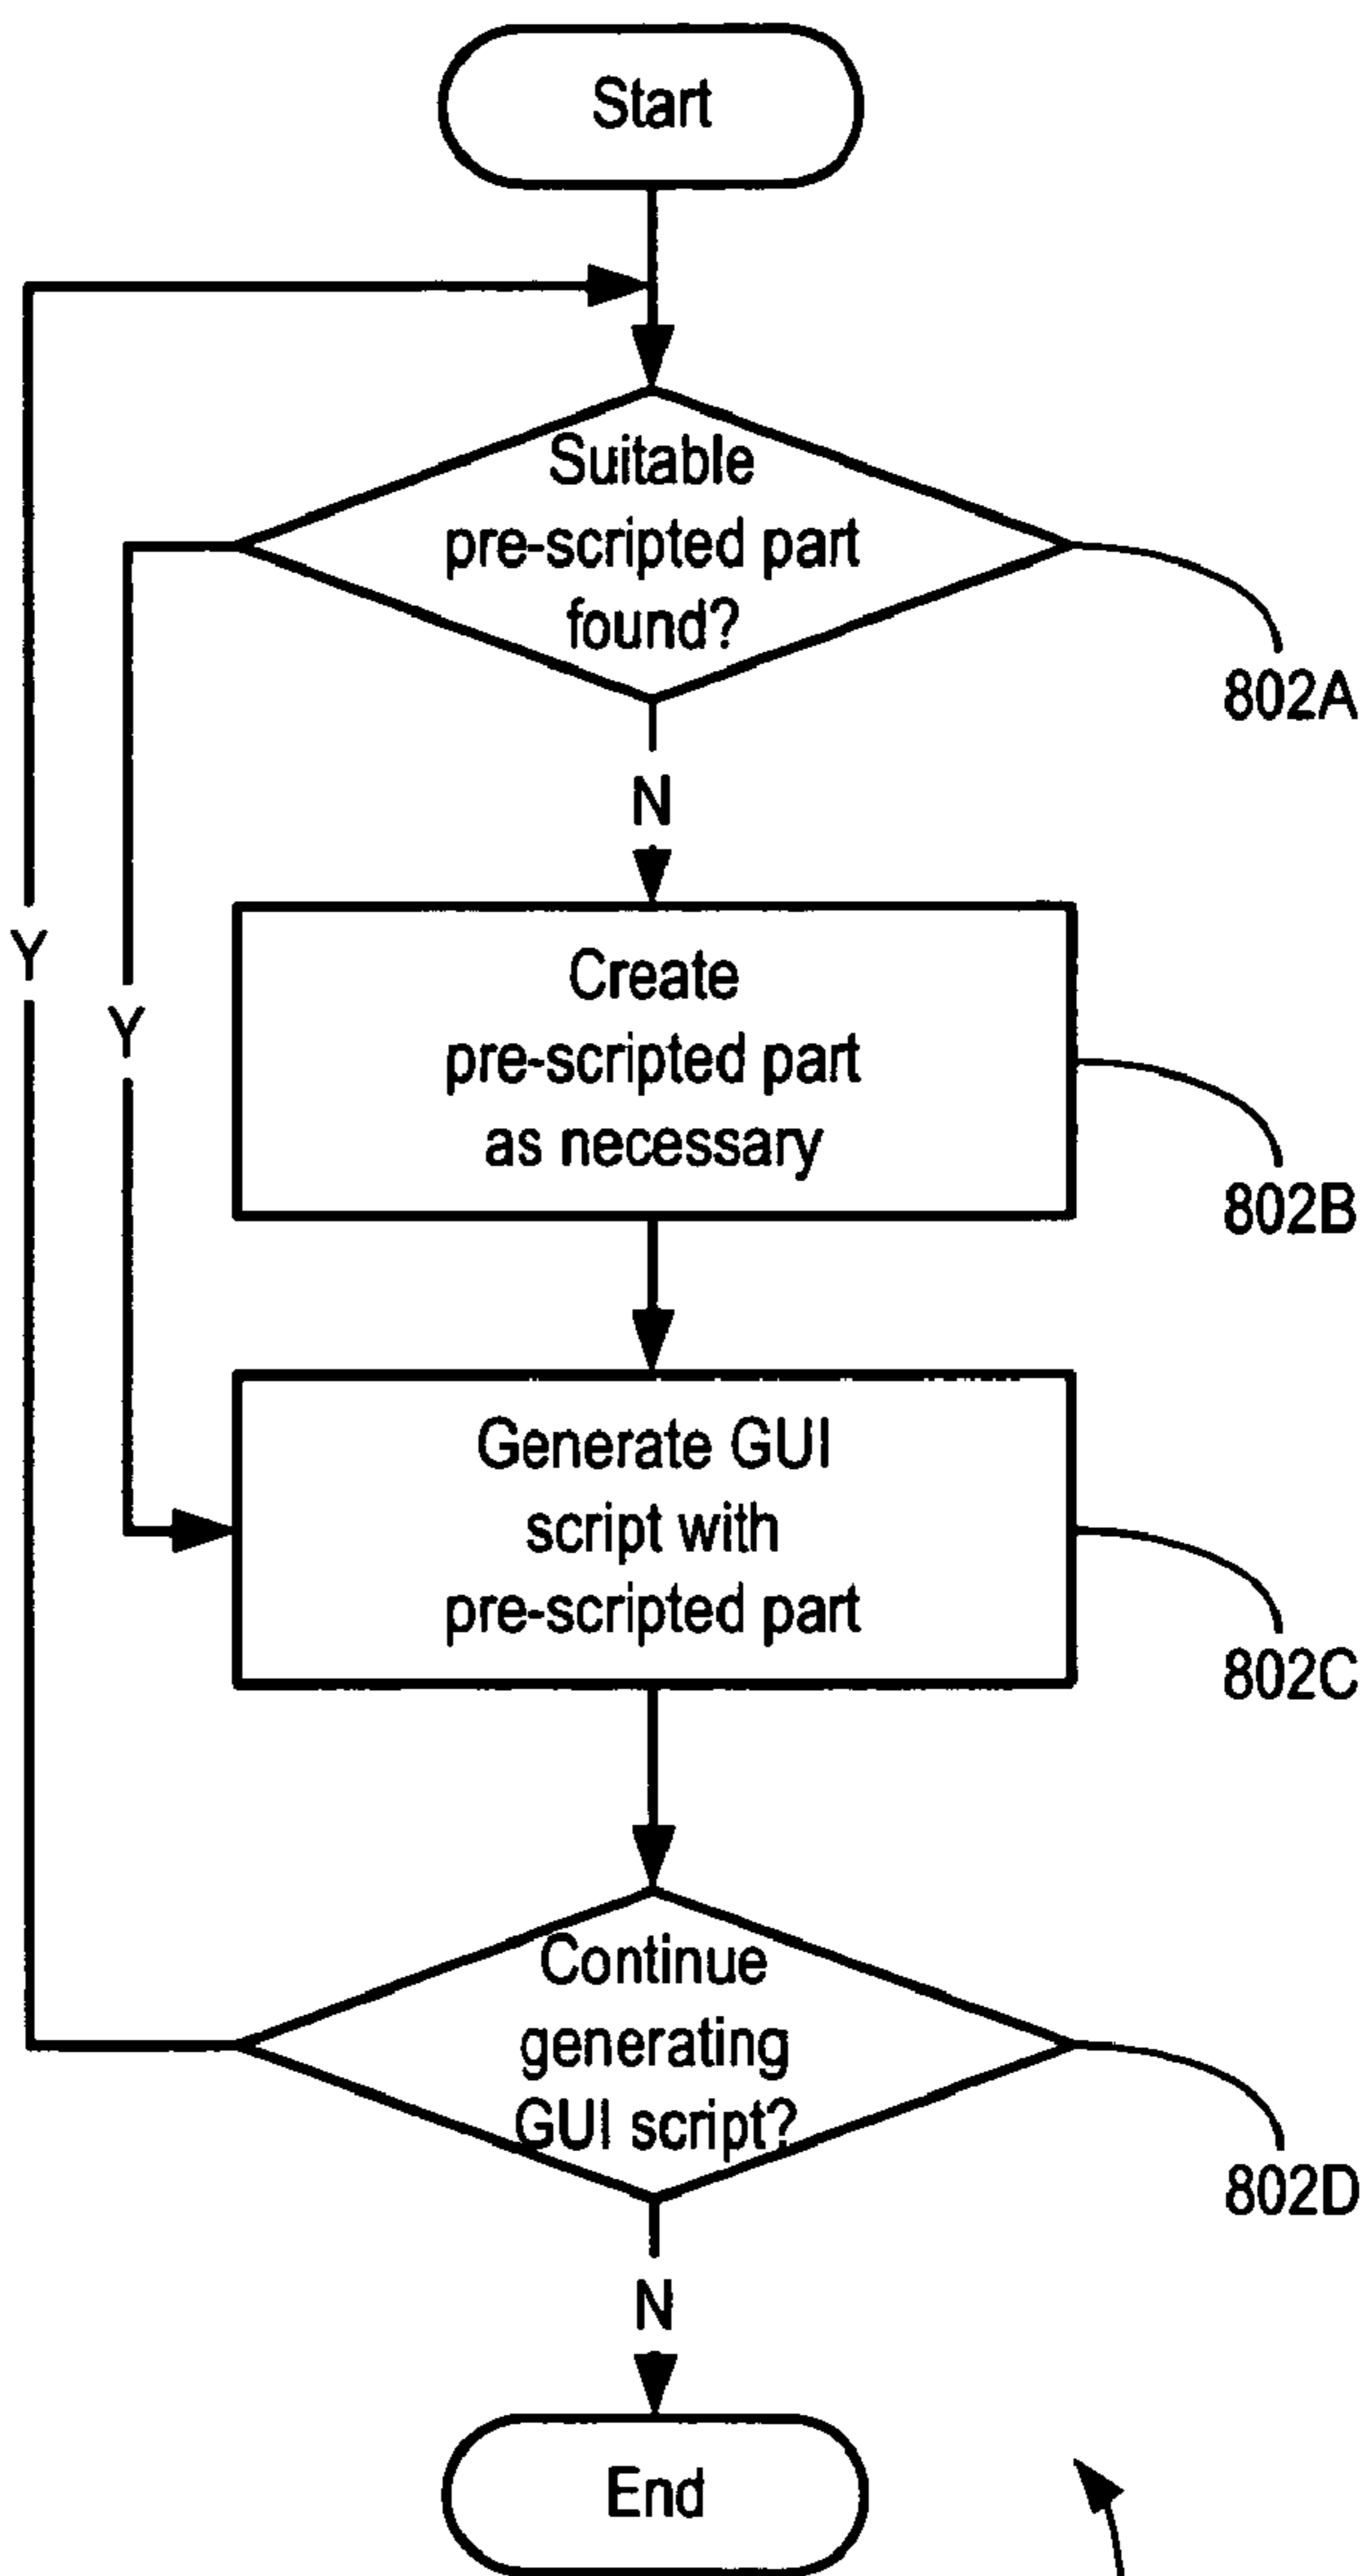 Start
Suitable
pre-scripted part
found?
802A
N
Create
pre-scripted part
as necessary
Y
Y
802B
Generate GUI
script with
pre-scripted part
802C
Continue
generating
GUI script?
802D
N
End